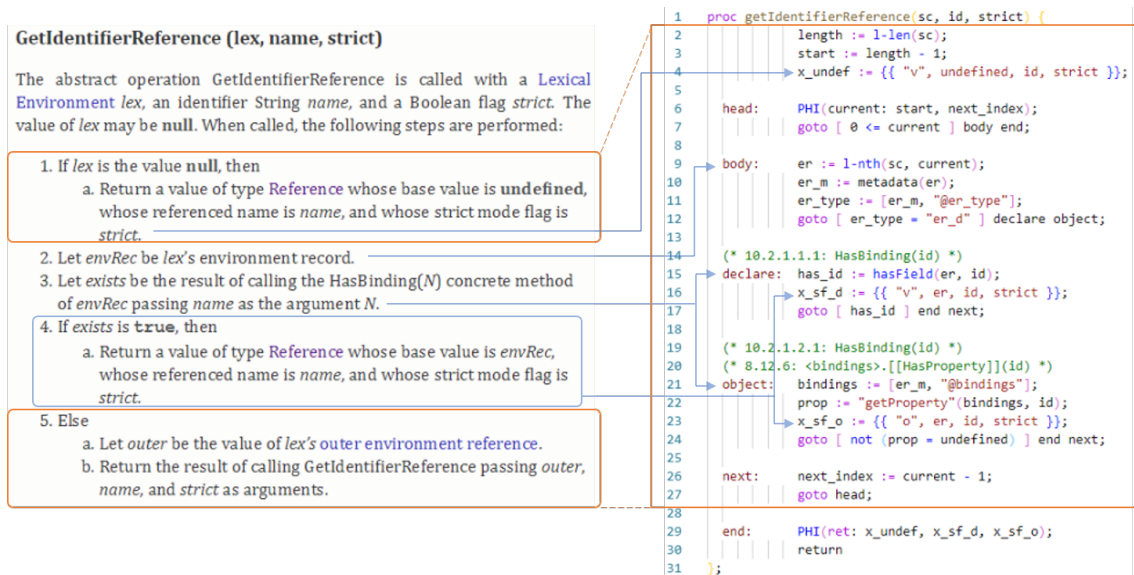 GetIdentifierReference (lex, name, strict)
The abstract operation GetIdentifierReference is called with a Lexical
Environment lex, an identifier String name, and a Boolean flag strict. The
value of lex may be null. When called, the following steps are performed:
1. If lex is the value null, then
a. Return a value of type Reference whose base value is undefined,
whose referenced name is name, and whose strict mode flag is
strict.
2. Let envRec be lex's environment record.
3. Let exists be the result of calling the HasBinding(N) concrete method
of envRec passing name as the argument N.
4. If exists is true, then
a. Return a value of type Reference whose base value is envRec,
whose referenced name is name, and whose strict mode flag is
strict.
5. Else
a. Let outer be the value of lex's outer environment reference.
b. Return the result of calling GetIdentifierReference passing outer,
name, and strict as arguments.
1 proc getIdentifierReference(sc, id, strict) {
2 length := l-len(sc);
3 start := length - 1;
4 x_undef := {{ "v", undefined, id, strict }};
5
6 head: PHI(current: start, next_index);
7 goto [ 0 <= current ] body end;
8
9 body: er := l-nth(sc, current);
10 er_m := metadata(er);
11 er_type := [er_m, "@er_type"];
12 goto [ er_type = "er_d" ] declare object;
13
14 (* 10.2.1.1.1: HasBinding(id) *)
15 declare: has_id := hasField(er, id);
16 x_sf_d := {{ "v", er, id, strict }};
17 goto [ has_id ] end next;
18
19 (* 10.2.1.2.1: HasBinding(id) *)
20 (* 8.12.6: <bindings>.[[HasProperty]](id) *)
21 object: bindings := [er_m, "@bindings"];
22 prop := "getProperty"(bindings, id);
23 x_sf_o := {{ "o", er, id, strict }};
24 goto [ not (prop = undefined) ] end next;
25
26 next: next_index := current - 1;
27 goto head;
28
29 end: PHI(ret: x_undef, x_sf_d, x_sf_o);
30 return
31 };